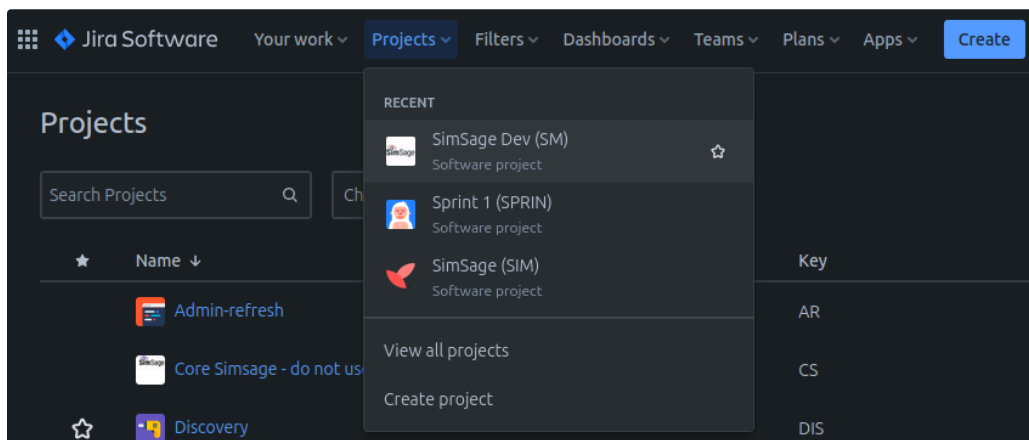 Jira Software Your work Projects Filters Dashboards Teams Plans Apps Create
Projects
RECENT
SimSage Dev (SM)
Software project
Sprint 1 (SPRIN)
Software project
SimSage (SIM)
Software project
View all projects
Create project
Search Projects
Name Key
Admin-refresh AR
SimSage
Core Simsage - do not CS
Discovery DIS